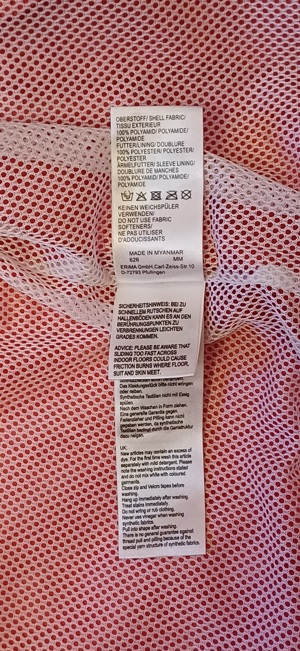 OBERSTOFF/ SHELL FABRIC/
TISSU EXTERIEUR
100% POLYAMID/ POLYAMIDE/
POLYAMIDE
FUTTER/LINING/ DOUBLURE
100% POLYESTER/ POLYESTER/
POLYESTER
ÄRMELFUTTER/ SLEEVE LINING/
DOUBLURE DE MANCHES
100% POLYAMID/ POLYAMIDE/
POLYAMIDE
KEINEN WEICHSPÜLER
VERWENDEN!
DO NOT USE FABRIC
SOFTENERS!
NE PAS UTILISER
D'ADOUCISSANTS
MADE IN MYANMAR
626 MM
ERIMA GmbH,Carl-Zeiss-Str 10
D-72793 Pfullingen
SICHERHEITSHINWEIS: BEI ZU
SCHNELLEM RUTSCHEN AUF
HALLENBÖDEN KANN ES AN DEN
BERÜHRUNGSPUNKTEN ZU
VERBRENNUNGEN LEICHTEN
GRADES KOMMEN.
ADVICE: PLEASE BE AWARE THAT
SLIDING TOO FAST ACROSS
INDOOR FLOORS COULD CAUSE
FRICTION BURNS WHERE FLOOR,
SUIT AND SKIN MEET.
Das Kleidungsstück bitte nicht wringen
oder reiben.
Synthetische Textilien nicht mit Essig
spülen.
Nach dem Waschen in Form ziehen.
Eine generelle Garantie gegen
Fadenzieher und Pilling kann nicht
gegeben werden, da synthetische
Textilien bedingt durch die Garnstruktur
dazu neigen.
UK
New articles may contain an excess of
dye. For the first time wash this article
separately with mild detergent. Please
note the washing instructions stated
and do not mix white with coloured
garments.
Close zip and Velcro tapes before
washing.
Hang up immediately after washing.
Treat stains immediately.
Do not wring or rub clothing.
Never use vinegar when washing
synthetic fabrics.
Pull into shape after washing.
There is no general guarantee against
thread pull and pilling because of the
special yarn structure of synthetic fabrics.